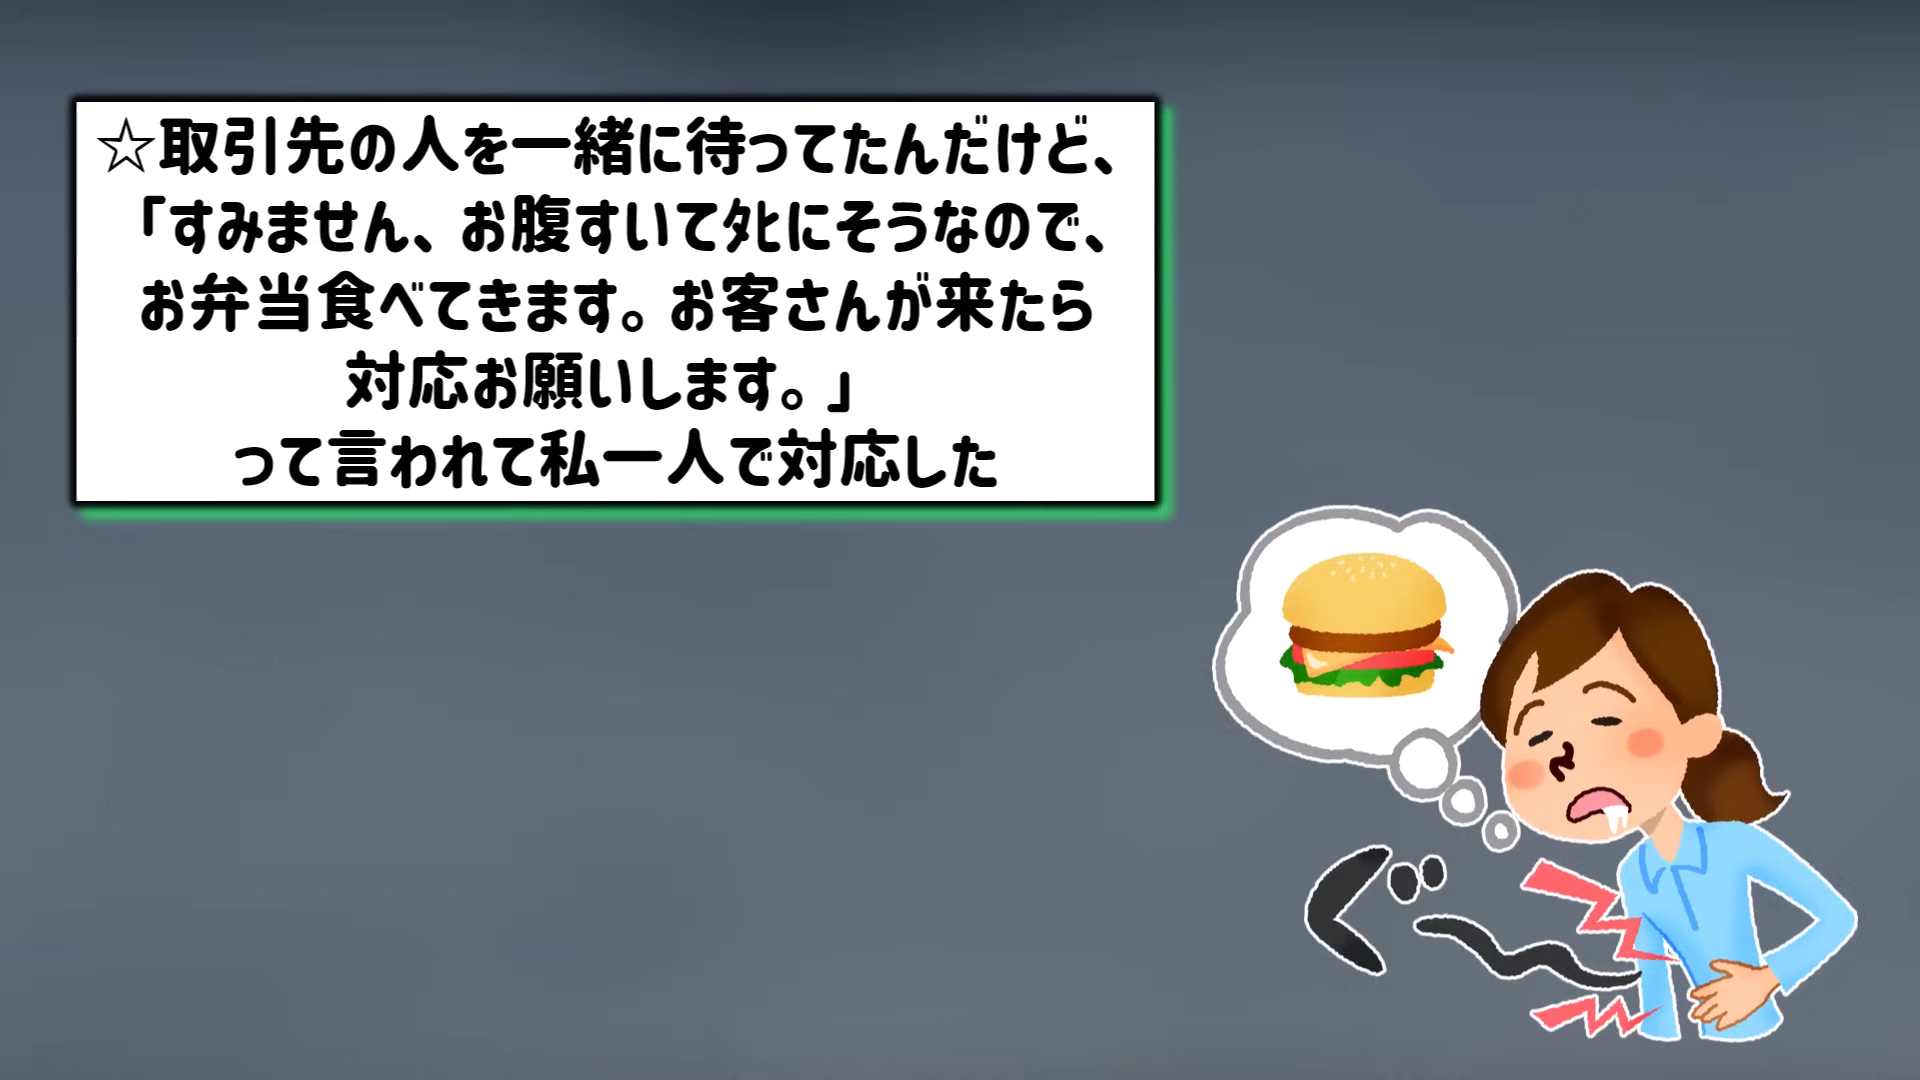 ☆取引先の人を一緒に待ってたんだけど、
「すみません、お腹すいてﾀﾋにそうなので、
お弁当食べてきます。お客さんが来たら
対応お願いします。」
って言われて私一人で対応した
ぐ〜